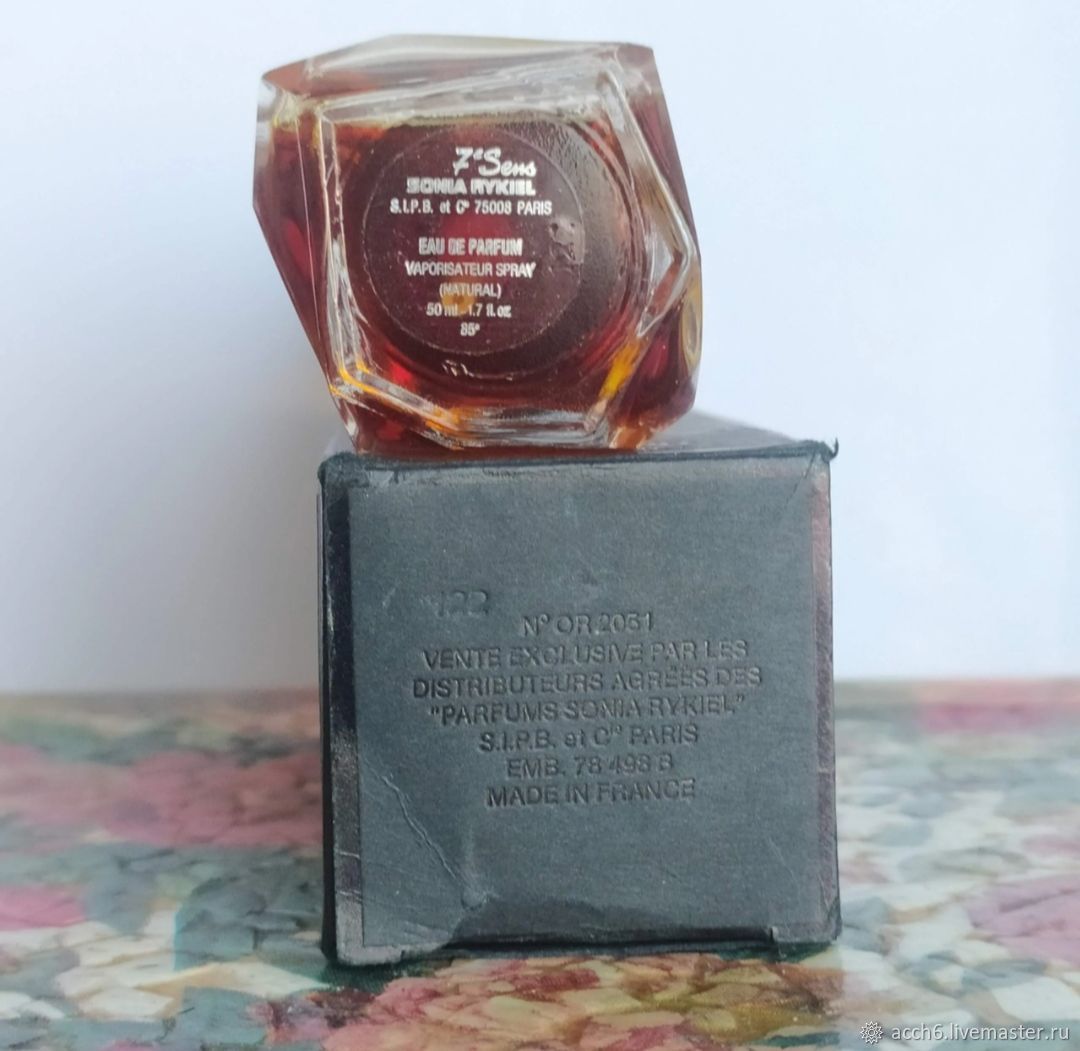 7e Sens
SONIA RYKIEL
S.I.P.B. et Cie 75008 PARIS
EAU DE PARFUM
VAPORISATEUR SPRAY
(NATURAL)
50 ml - 1.7 fl. oz
85°
122
N° OR 2051
VENTE EXCLUSIVE PAR LES
DISTRIBUTEURS AGRÉÉS DES
"PARFUMS SONIA RYKIEL"
S.I.P.B. et Cie PARIS
EMB. 78 498 B
MADE IN FRANCE
acch6.livemaster.ru